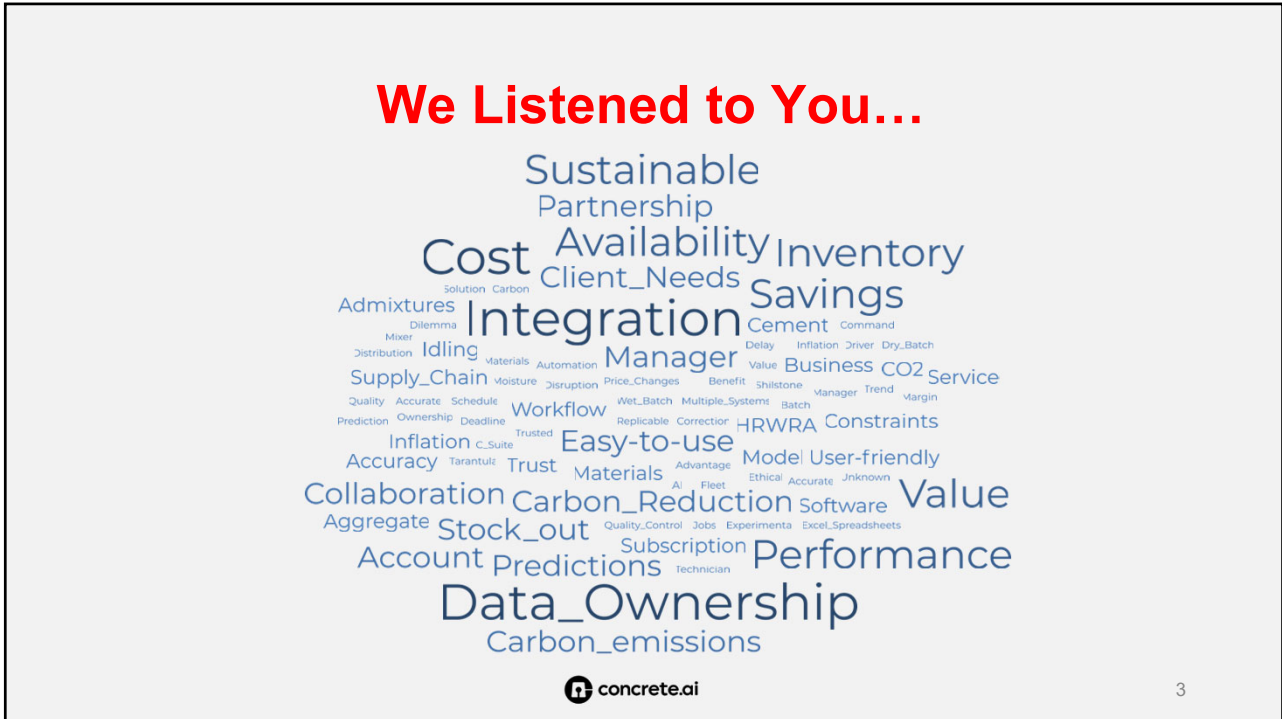 We Listened to You…
Sustainable
Partnership
Cost Availability Inventory
Client_Needs
Solution Carbon
Savings
Admixtures
Integration
Dilemma
Cement Command
Mixer
Delay Inflation Driver Dry_Batch
Distribution Idling Materials Automation Manager Value Business CO2 Service
Supply_Chain Moisture Disruption Price_Changes Benefit Shilstone Manager Trend Margin
Quality Accurate Schedule Workflow Wet_Batch Multiple_Systems Batch
Prediction Ownership Deadline Replicable Correction HRWRA Constraints
Inflation C_Suite Trusted Easy-to-use
Accuracy Tarantula Trust Materials Advantage Model User-friendly
AI Fleet Ethical Accurate Unknown
Collaboration Carbon_Reduction Software Value
Aggregate Stock_out Quality_Control Jobs Experimenta Excel_Spreadsheets
Subscription
Account Predictions Technician Performance
Data_Ownership
Carbon_emissions
concrete.ai
3